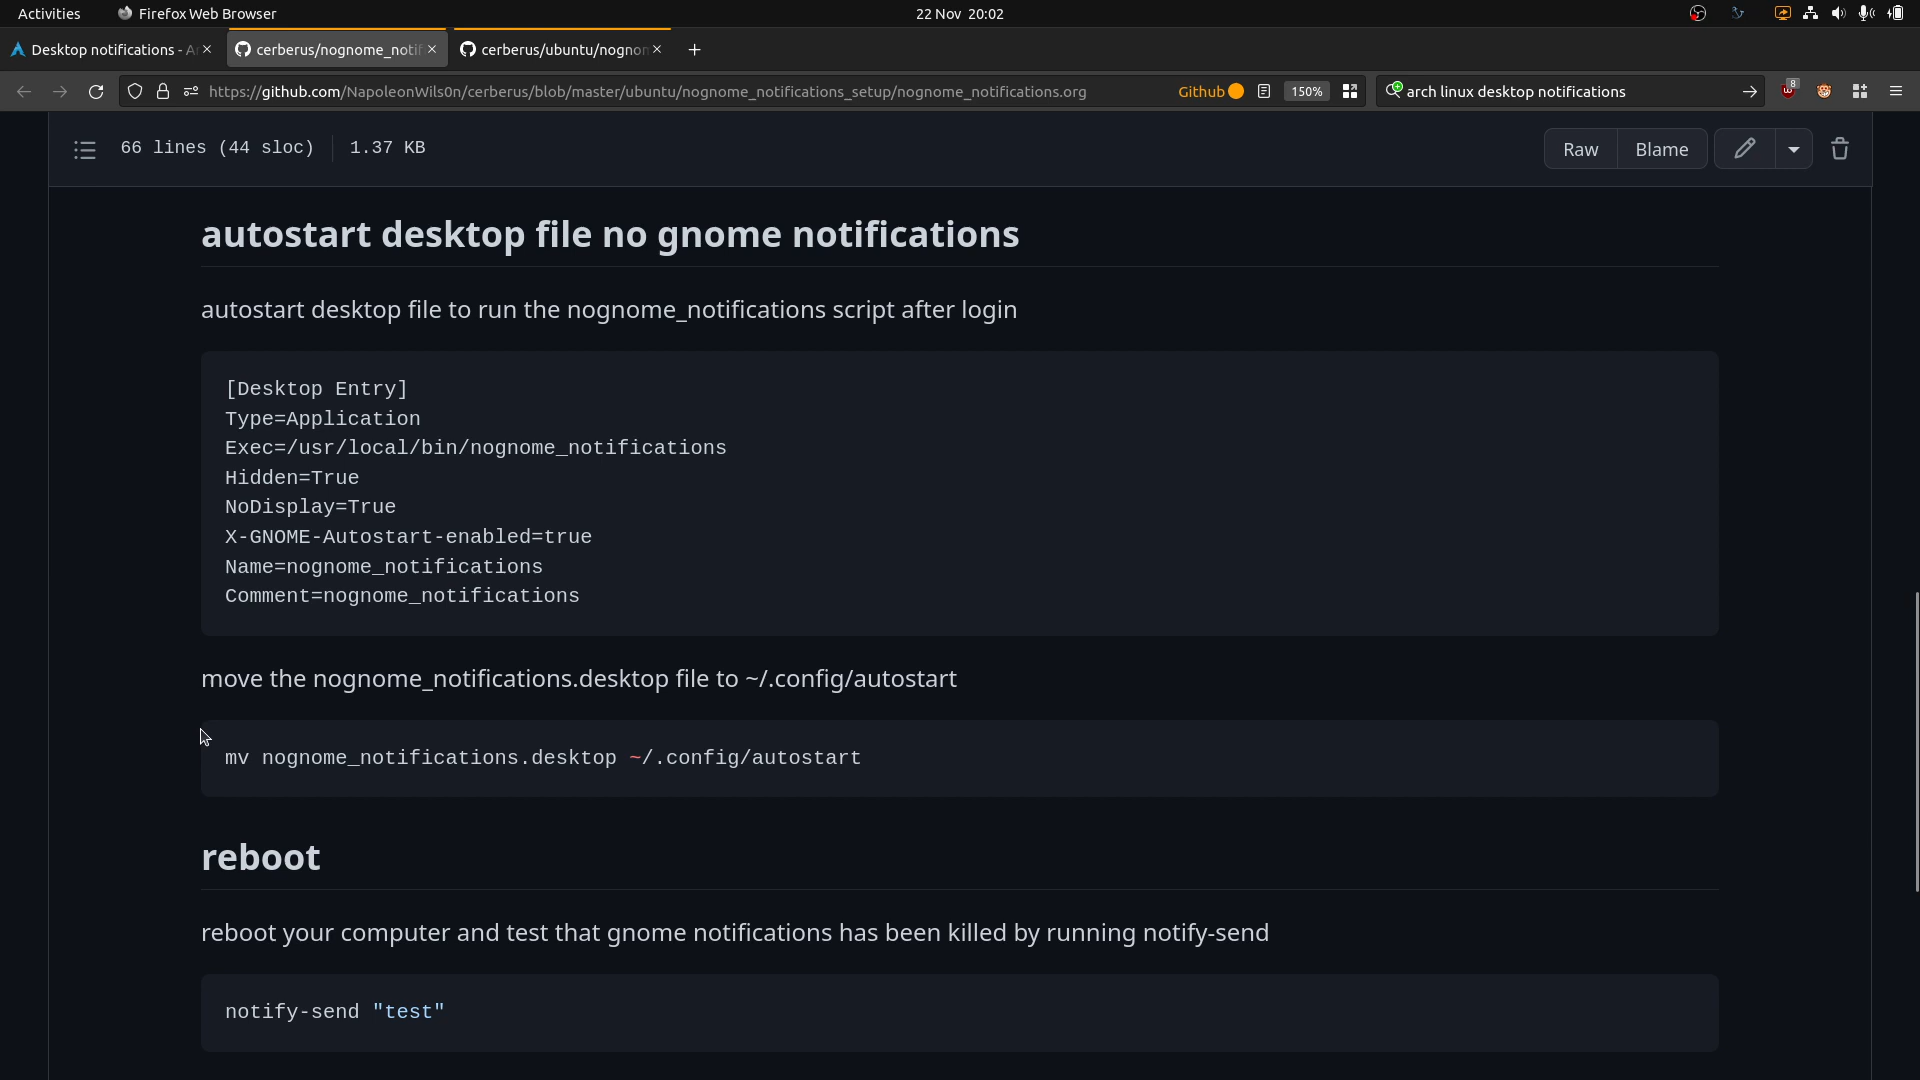 Activities Firefox Web Browser 22 Nov 20:02
Desktop notifications - A cerberus/nognome_notif cerberus/ubuntu/nogno
https://github.com/NapoleonWils0n/cerberus/blob/master/ubuntu/nognome_notifications_setup/nognome_notifications.org Github 150% arch linux desktop notifications 8
66 lines (44 sloc) 1.37 KB Raw Blame
autostart desktop file no gnome notifications
autostart desktop file to run the nognome_notifications script after login
[Desktop Entry]
Type=Application
Exec=/usr/local/bin/nognome_notifications
Hidden=True
NoDisplay=True
X-GNOME-Autostart-enabled=true
Name=nognome_notifications
Comment=nognome_notifications
move the nognome_notifications.desktop file to ~/.config/autostart
mv nognome_notifications.desktop ~/.config/autostart
reboot
reboot your computer and test that gnome notifications has been killed by running notify-send
notify-send "test"